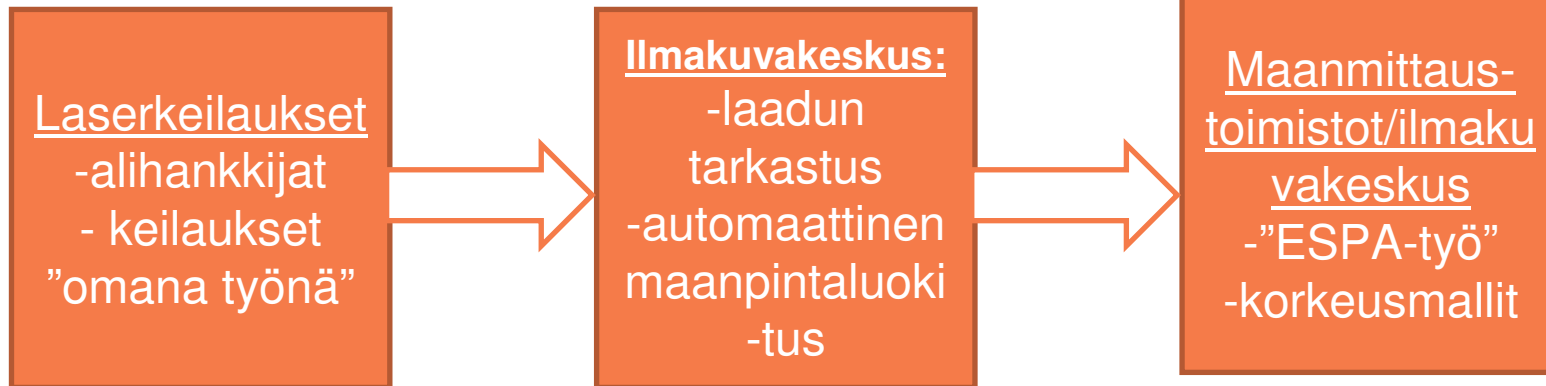 Laserkeilaukset
-alihankkijat
- keilaukset
”omana työnä”
Ilmakuvakeskus:
-laadun
tarkastus
-automaattinen
maanpintaluoki
-tus
Maanmittaus-
toimistot/ilmaku
vakeskus
-”ESPA-työ”
-korkeusmallit